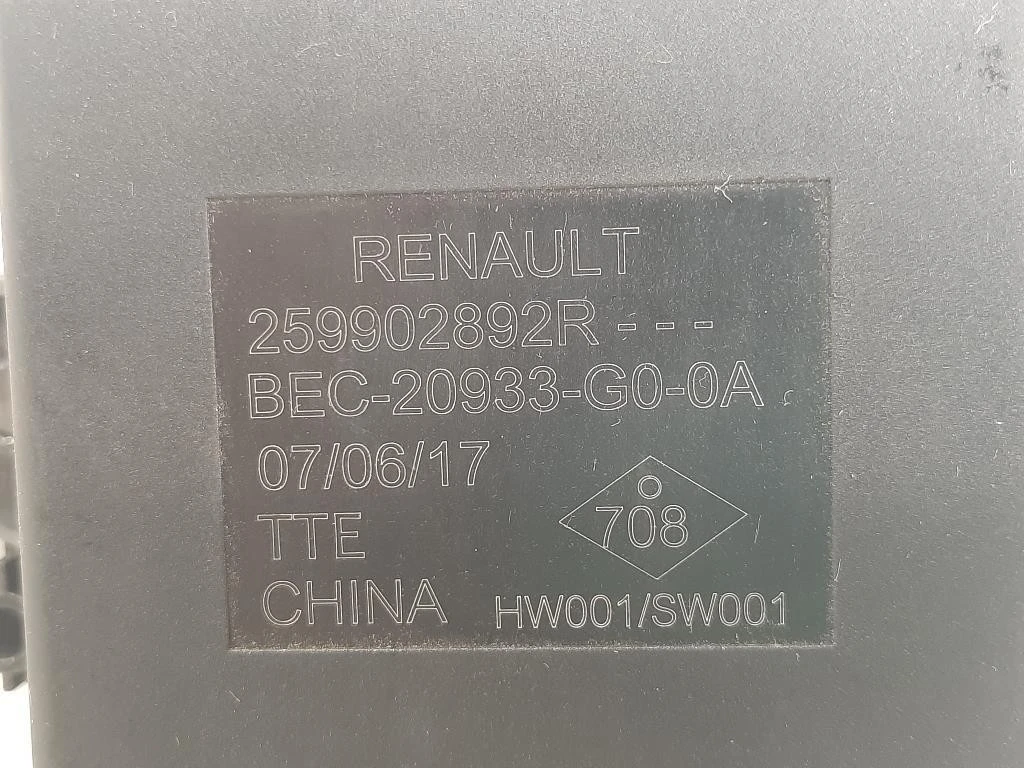 RENAULT
259902892R - - -
BEC-20933-G0-0A
07/06/17
TTE
708
CHINA
HW001/SW001